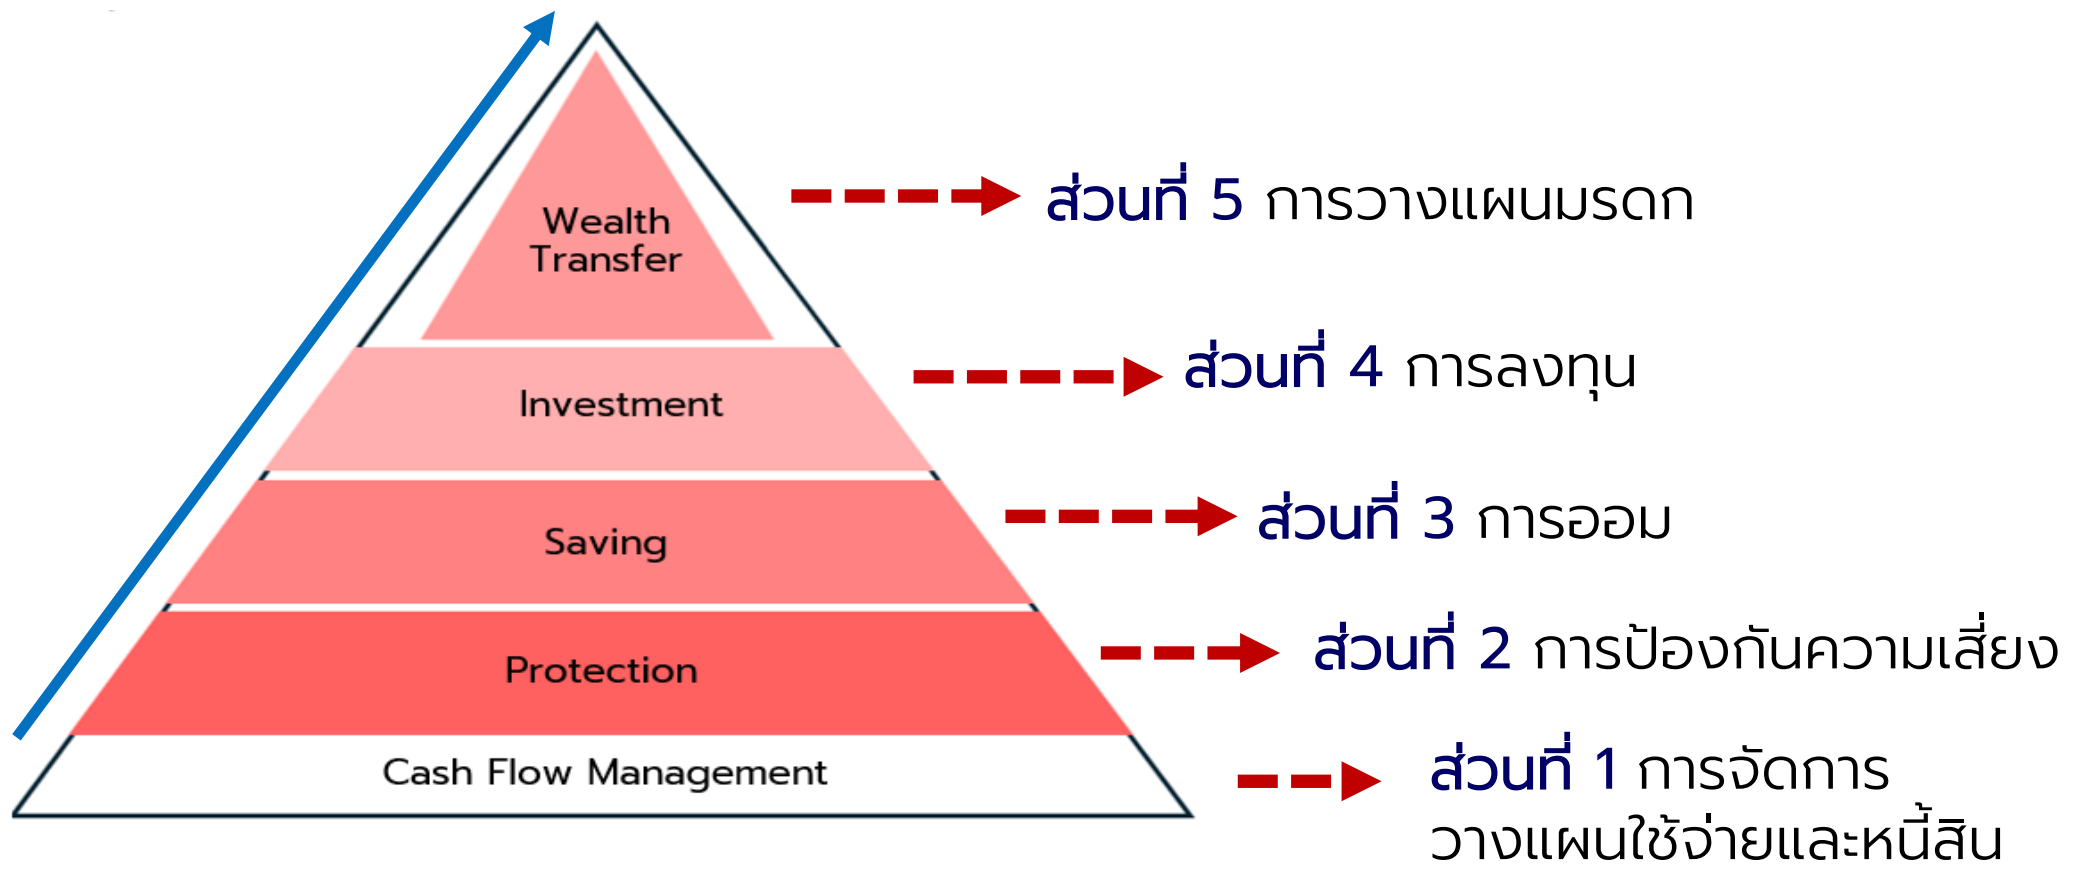 Wealth
Transfer
ส่วนที่ 5 การวางแผนมรดก
Investment
ส่วนที่ 4 การลงทุน
Saving
ส่วนที่ 3 การออม
Protection
ส่วนที่ 2 การป้องกันความเสี่ยง
Cash Flow Management
ส่วนที่ 1 การจัดการ
วางแผนใช้จ่ายและหนี้สิน